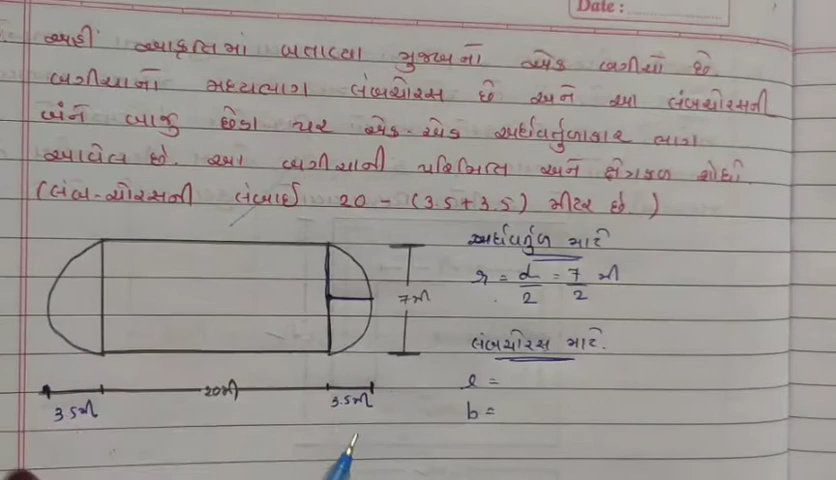 Date:
અહીં આકૃતિમાં બતાવ્યા મુજબનો એક બગીચો છે.
બગીચાનો મધ્યભાગ લંબચોરસ છે અને આ લંબચોરસની
બંને બાજુ છેડા પર એક-એક અર્ધવર્તુળાકાર ભાગ
આવેલ છે. આ બગીચાની પરિમિતિ અને ક્ષેત્રફળ શોધો
(લંબ-ચોરસની લંબાઈ 20 - (3.5+3.5) મીટર છે.)
અર્ધવર્તુળ માટે
r = d/2 = 7/2 મી
7મી
લંબચોરસ માટે.
l =
b =
3.5મી 20મી 3.5મી